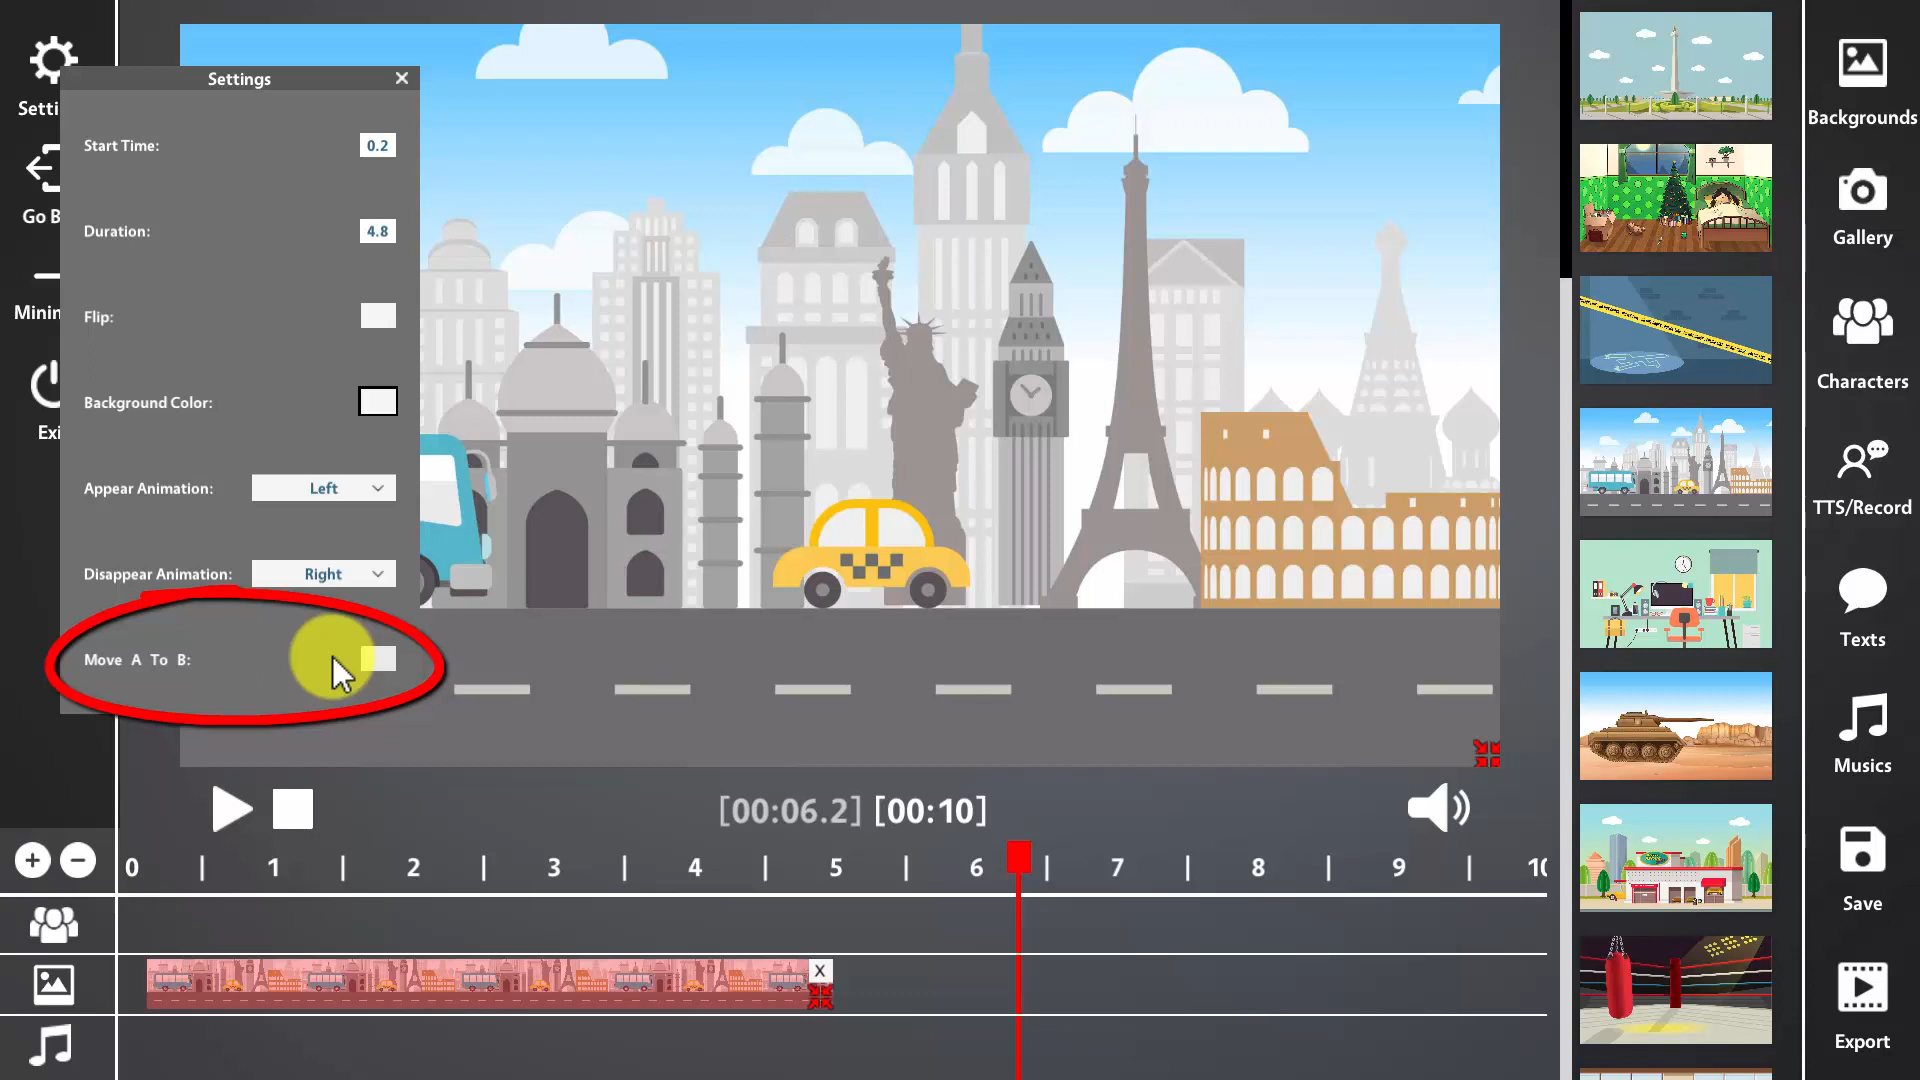 Settings
X
Setti
Start Time:
0.2
Go B
Duration:
4.8
Minin
Flip:
Background Color:
Exi
Appear Animation:
Left
Disappear Animation:
Right
Move A To B:
[00:06.2] [00:10]
+ −
0 | 1 | 2 | 3 | 4 | 5 | 6 | 7 | 8 | 9 | 10
X
Backgrounds
Gallery
Characters
TTS/Record
Texts
Musics
Save
Export